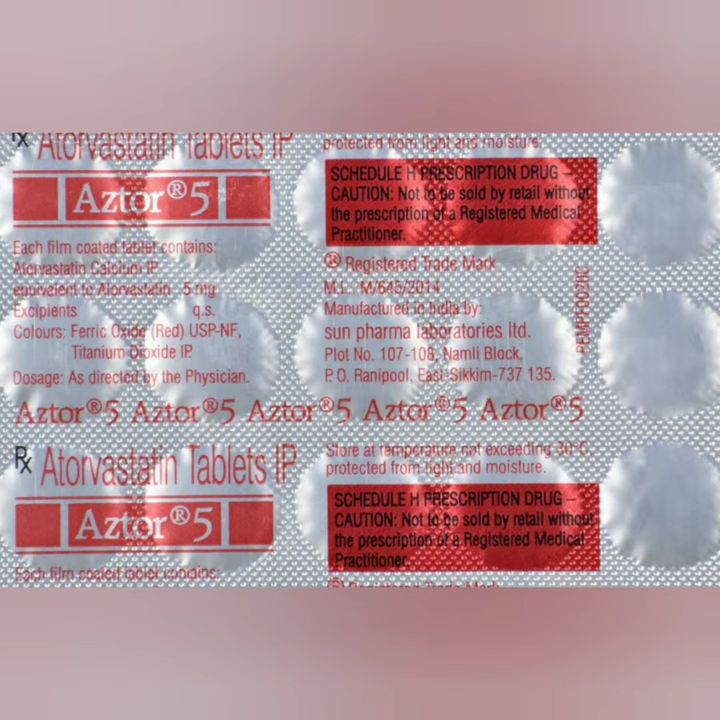 Rx Atorvastatin Tablets IP
Aztor®5
Each film coated tablet contains:
Atorvastatin Calcium IP
equivalent to Atorvastatin 5 mg
Excipients q.s.
Colours: Ferric Oxide (Red) USP-NF,
Titanium Dioxide IP.
Dosage: As directed by the Physician.
protected from light and moisture.
SCHEDULE H PRESCRIPTION DRUG –
CAUTION: Not to be sold by retail without
the prescription of a Registered Medical
Practitioner.
® Registered Trade Mark
M.L. M/645/2014
Manufactured in India by:
sun pharma laboratories ltd.
Plot No. 107-108, Namli Block,
P. O. Ranipool, East Sikkim-737 135.
Aztor®5 Aztor®5 Aztor®5 Aztor®5 Aztor®5
Rx Atorvastatin Tablets IP
Aztor®5
Each film coated tablet contains:
Store at temperature not exceeding 30°C,
protected from light and moisture.
SCHEDULE H PRESCRIPTION DRUG –
CAUTION: Not to be sold by retail without
the prescription of a Registered Medical
Practitioner.
® Registered Trade Mark